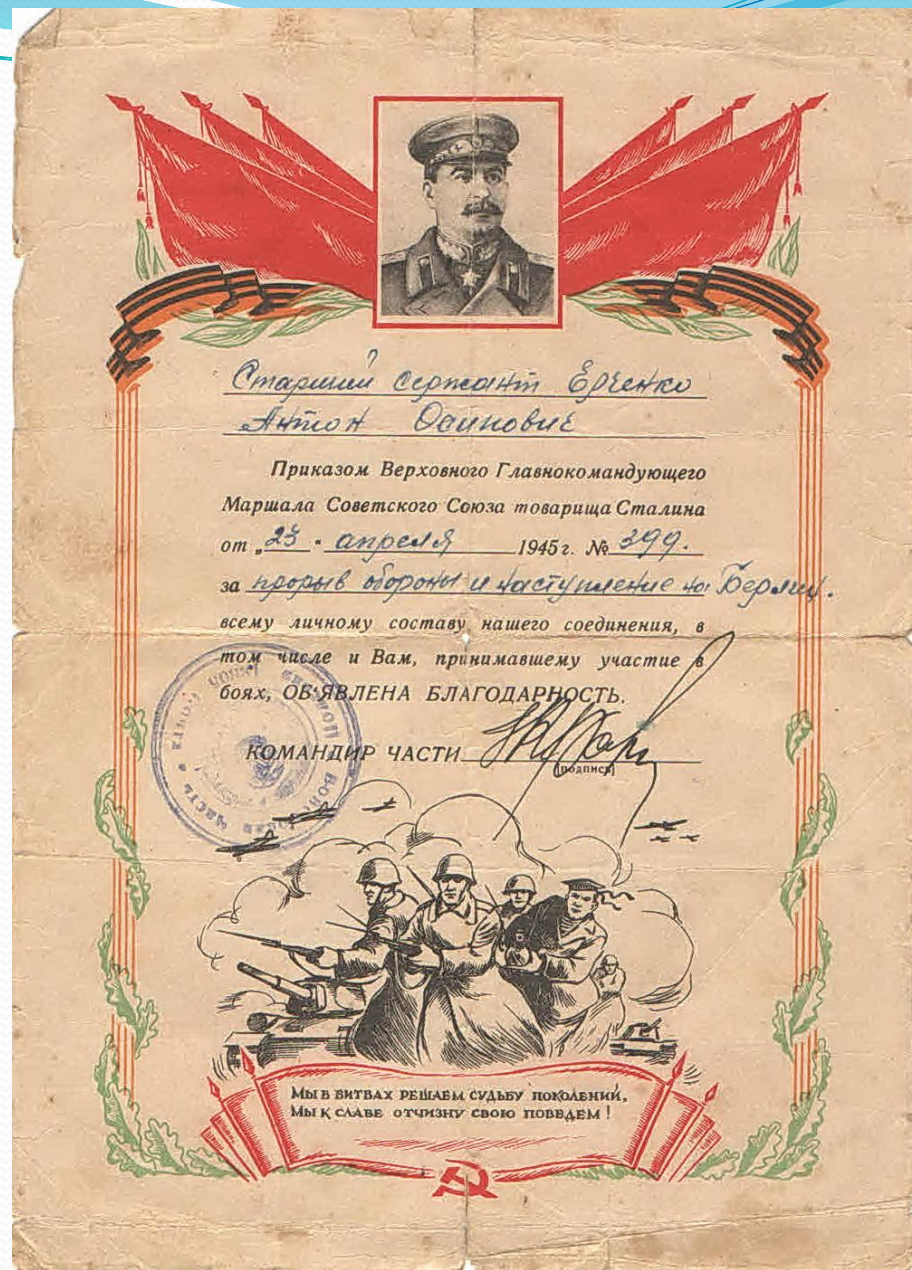 Старший сержант Ерченко
Антон Осипович
Приказом Верховного Главнокомандующего
Маршала Советского Союза товарища Сталина
от „23“ апреля 1945 г. № 399.
за прорыв обороны и наступление на Берлин.
всему личному составу нашего соединения, в
том числе и Вам, принимавшему участие в
боях, ОБ'ЯВЛЕНА БЛАГОДАРНОСТЬ.
КОМАНДИР ЧАСТИ
(подпись)
МЫ В БИТВАХ РЕШАЕМ СУДЬБУ ПОКОЛЕНИЙ,
МЫ К СЛАВЕ ОТЧИЗНУ СВОЮ ПОВЕДЕМ!